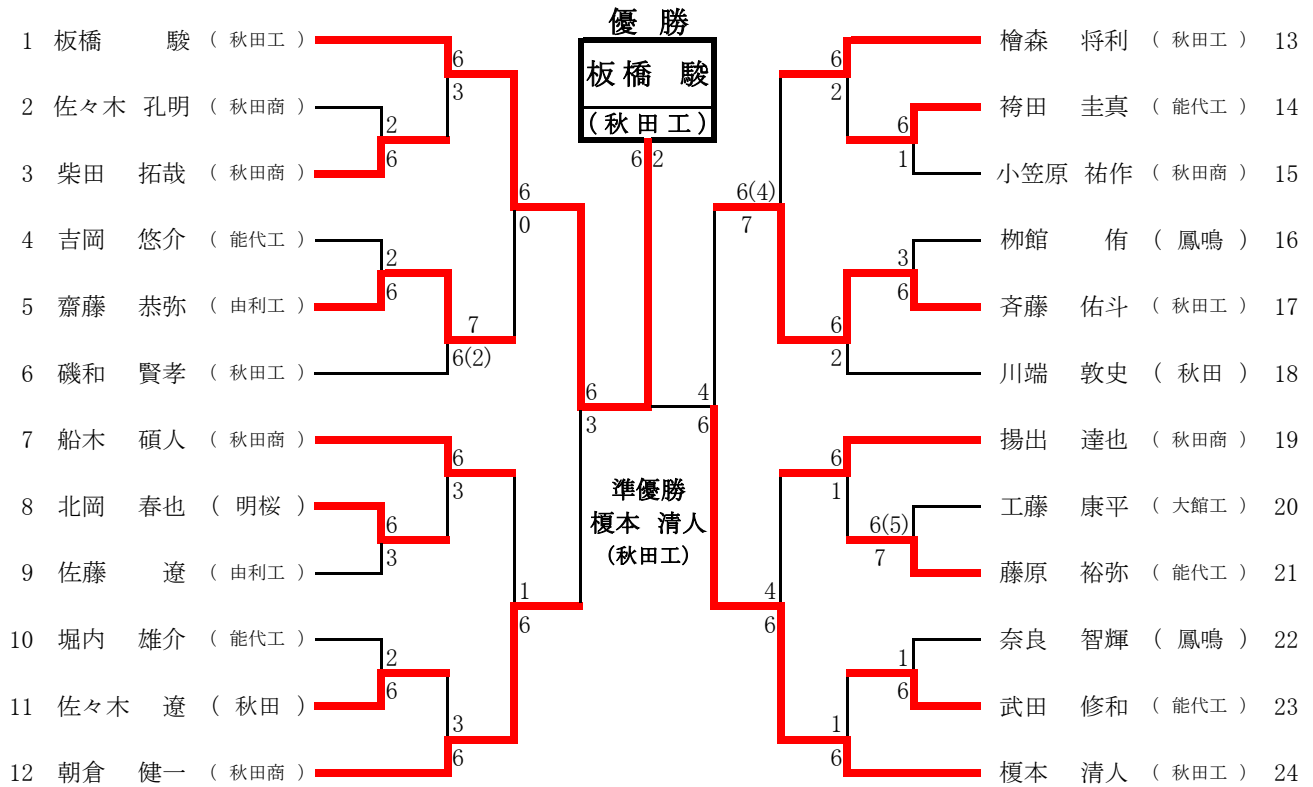 優 勝
板 橋 駿
( 秋 田 工 )
6 2
1 板橋 駿 ( 秋田工 )
6
3
2 佐々木 孔明 ( 秋田商 )
2
6
3 柴田 拓哉 ( 秋田商 )
6
0
4 吉岡 悠介 ( 能代工 )
2
6
5 齋藤 恭弥 ( 由利工 )
7
6(2)
6 磯和 賢孝 ( 秋田工 )
6
3
7 船木 碩人 ( 秋田商 )
6
3
8 北岡 春也 ( 明桜 )
6
3
9 佐藤 遼 ( 由利工 )
1
6
10 堀内 雄介 ( 能代工 )
2
6
11 佐々木 遼 ( 秋田 )
3
6
12 朝倉 健一 ( 秋田商 )
準優勝
榎本 清人
(秋田工)
檜森 将利 ( 秋田工 ) 13
6
2
袴田 圭真 ( 能代工 ) 14
6
1
小笠原 祐作 ( 秋田商 ) 15
6(4)
7
栁館 侑 ( 鳳鳴 ) 16
3
6
斉藤 佑斗 ( 秋田工 ) 17
6
2
川端 敦史 ( 秋田 ) 18
4
6
揚出 達也 ( 秋田商 ) 19
6
1
工藤 康平 ( 大館工 ) 20
6(5)
7
藤原 裕弥 ( 能代工 ) 21
4
6
奈良 智輝 ( 鳳鳴 ) 22
1
6
武田 修和 ( 能代工 ) 23
1
6
榎本 清人 ( 秋田工 ) 24